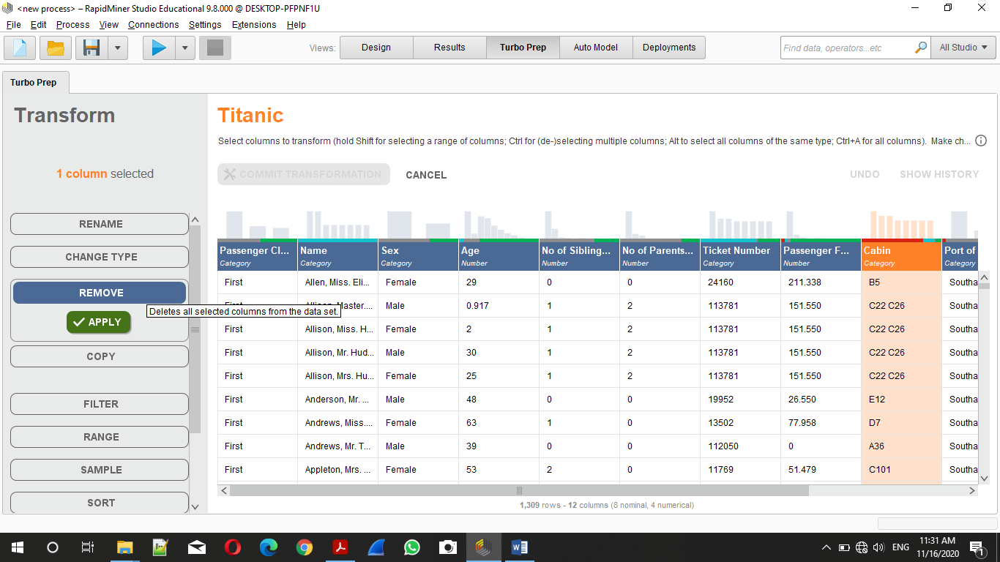 <new process> – RapidMiner Studio Educational 9.8.000 @ DESKTOP-PFPNF1U
File Edit Process View Connections Settings Extensions Help
Views: Design Results Turbo Prep Auto Model Deployments Find data, operators...etc All Studio
Turbo Prep
Transform
1 column selected
RENAME
CHANGE TYPE
REMOVE
Deletes all selected columns from the data set.
APPLY
COPY
FILTER
RANGE
SAMPLE
SORT
Titanic
Select columns to transform (hold Shift for selecting a range of columns; Ctrl for (de-)selecting multiple columns; Alt to select all columns of the same type; Ctrl+A for all columns). Make ch...
COMMIT TRANSFORMATION CANCEL UNDO SHOW HISTORY
Passenger Cl... Name Sex Age No of Sibling... No of Parents... Ticket Number Passenger F... Cabin Port of
Category Category Category Number Number Number Category Number Category Category
First Allen, Miss. Eli... Female 29 0 0 24160 211.338 B5 Southa
Master.... Male 0.917 1 2 113781 151.550 C22 C26 Southa
First Allison, Miss. H... Female 2 1 2 113781 151.550 C22 C26 Southa
First Allison, Mr. Hud... Male 30 1 2 113781 151.550 C22 C26 Southa
First Allison, Mrs. Hu... Female 25 1 2 113781 151.550 C22 C26 Southa
First Anderson, Mr. ... Male 48 0 0 19952 26.550 E12 Southa
First Andrews, Miss.... Female 63 1 0 13502 77.958 D7 Southa
First Andrews, Mr. T... Male 39 0 0 112050 0 A36 Southa
First Appleton, Mrs. ... Female 53 2 0 11769 51.479 C101 Southa
1,309 rows - 12 columns (8 nominal, 4 numerical)
ENG
11:31 AM
11/16/2020
1